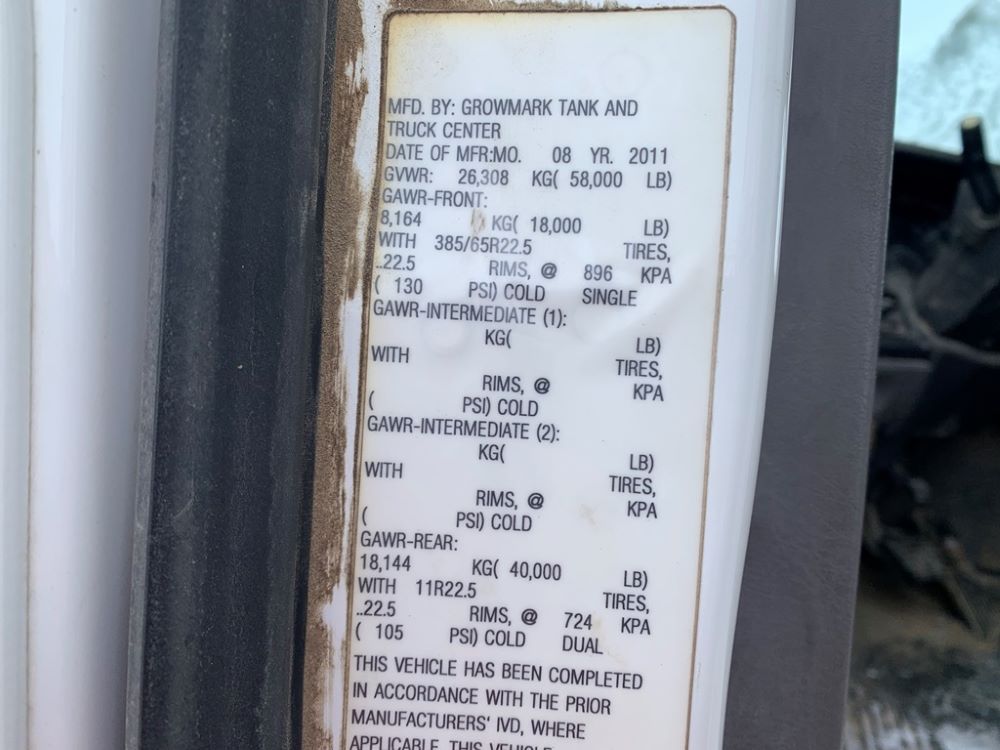 MFD. BY: GROWMARK TANK AND
TRUCK CENTER
DATE OF MFR:MO. 08 YR. 2011
GVWR: 26,308 KG( 58,000 LB)
GAWR-FRONT:
8,164 KG( 18,000 LB)
WITH 385/65R22.5 TIRES,
..22.5 RIMS, @ 896 KPA
( 130 PSI) COLD SINGLE
GAWR-INTERMEDIATE (1):
KG( LB)
WITH TIRES,
RIMS, @ KPA
( PSI) COLD
GAWR-INTERMEDIATE (2):
KG( LB)
WITH TIRES,
RIMS, @ KPA
( PSI) COLD
GAWR-REAR:
18,144 KG( 40,000 LB)
WITH 11R22.5 TIRES,
..22.5 RIMS, @ 724 KPA
( 105 PSI) COLD DUAL
THIS VEHICLE HAS BEEN COMPLETED
IN ACCORDANCE WITH THE PRIOR
MANUFACTURERS' IVD, WHERE
APPLICABLE, THIS VEHICLE